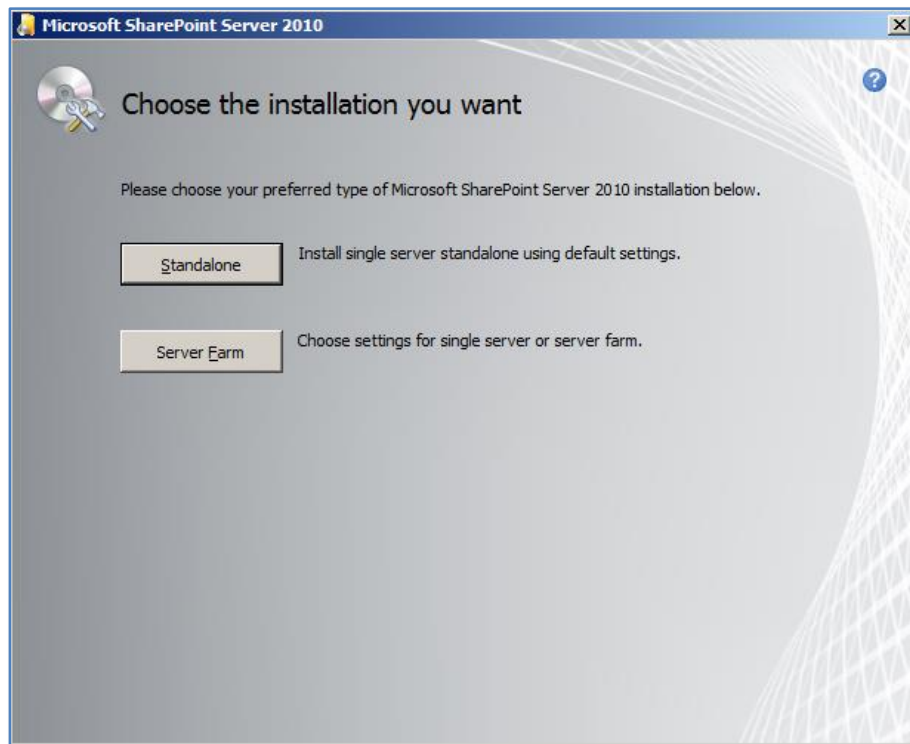 Microsoft SharePoint Server 2010
?
Choose the installation you want
Please choose your preferred type of Microsoft SharePoint Server 2010 installation below.
Standalone
Install single server standalone using default settings.
Server Farm
Choose settings for single server or server farm.